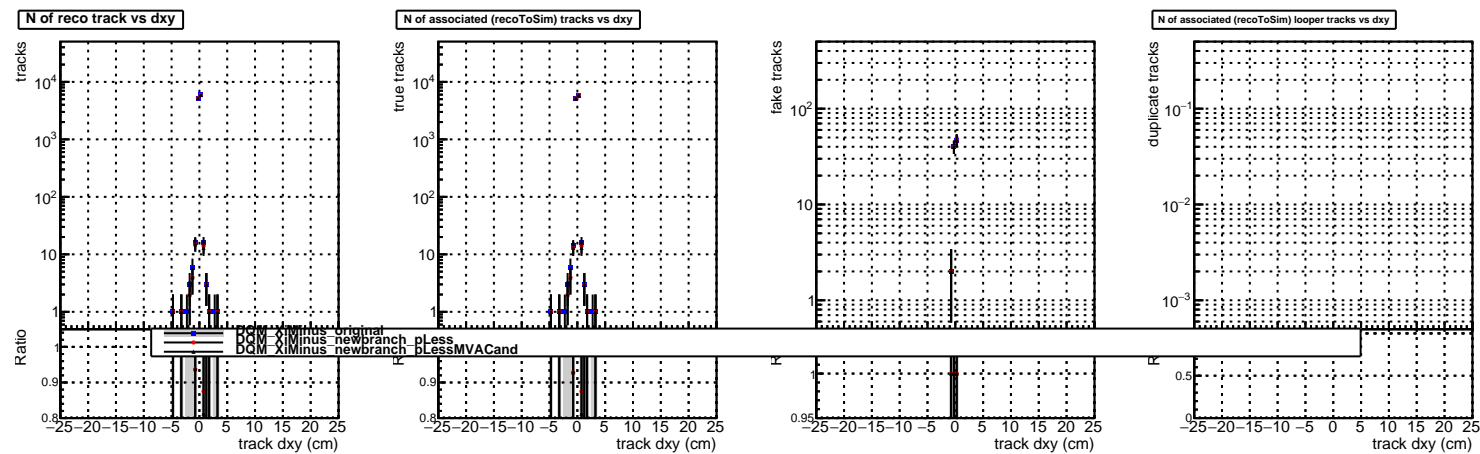 N of reco track vs dxy
tracks
10^4
10^3
10^2
10
1
Ratio
1
0.9
0.8
−25 −20 −15 −10 −5 0 5 10 15 20 25
track dxy (cm)
N of associated (recoToSim) tracks vs dxy
true tracks
10^4
10^3
10^2
10
1
0.9
0.8
−25 −20 −15 −10 −5 0 5 10 15 20 25
track dxy (cm)
fake tracks
10^2
10
1
1
0.95
−25 −20 −15 −10 −5 0 5 10 15 20 25
track dxy (cm)
N of associated (recoToSim) looper tracks vs dxy
duplicate tracks
10^−1
10^−2
10^−3
0.5
0
−25 −20 −15 −10 −5 0 5 10 15 20 25
track dxy (cm)
DQM_XiMinus_original
DQM_XiMinus_newbranch_pLess
DQM_XiMinus_newbranch_pLessMVACand